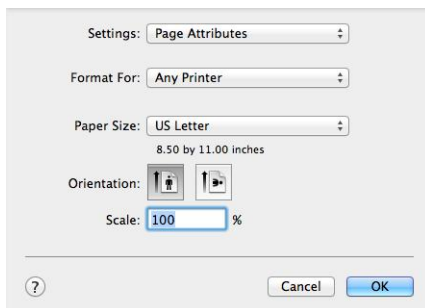 Settings: Page Attributes
Format For: Any Printer
Paper Size: US Letter
8.50 by 11.00 inches
Orientation:
Scale: 100 %
? Cancel OK